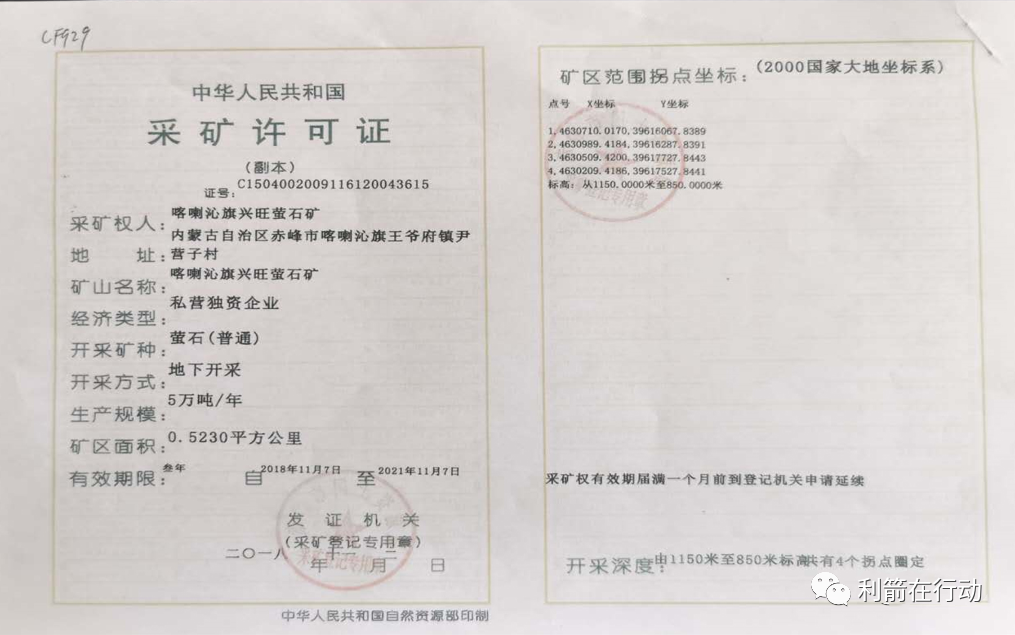 CF929
中华人民共和国
采矿许可证
(副本)
证号：C1504002009116120043615
采矿权人：喀喇沁旗兴旺萤石矿
地 址：内蒙古自治区赤峰市喀喇沁旗王爷府镇尹
营子村
矿山名称：喀喇沁旗兴旺萤石矿
经济类型：私营独资企业
开采矿种：萤石(普通)
开采方式：地下开采
生产规模：5万吨/年
矿区面积：0.5230平方公里
有效期限：叁年 自2018年11月7日 至2021年11月7日
发证机关
(采矿登记专用章)
采矿登记专用章
二〇一八年十一月二日
中华人民共和国自然资源部印制
矿区范围拐点坐标：(2000国家大地坐标系)
点号 X坐标 Y坐标
1,4630710.0170,39616067.8389
2,4630989.4184,39616287.8391
3,4630509.4200,39617727.8443
4,4630209.4186,39617527.8441
标高：从1150.0000米至850.0000米
登记专用章
采矿权有效期届满一个月前到登记机关申请延续
开采深度：由1150米至850米标高共有4个拐点圈定
利箭在行动